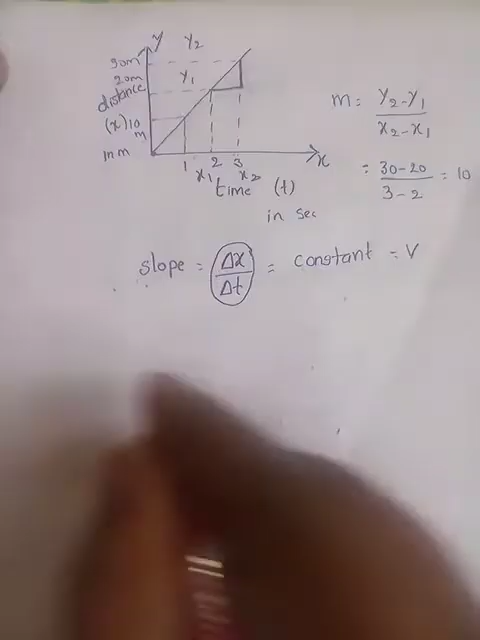 y
y₂
30m
20m
y₁
distance
(x) 10
m
in m
1 2 3
x₁ x₂
x
time (t)
in sec
m = y₂-y₁ / x₂-x₁
= 30-20 / 3-2 = 10
slope = Δx / Δt = constant = V